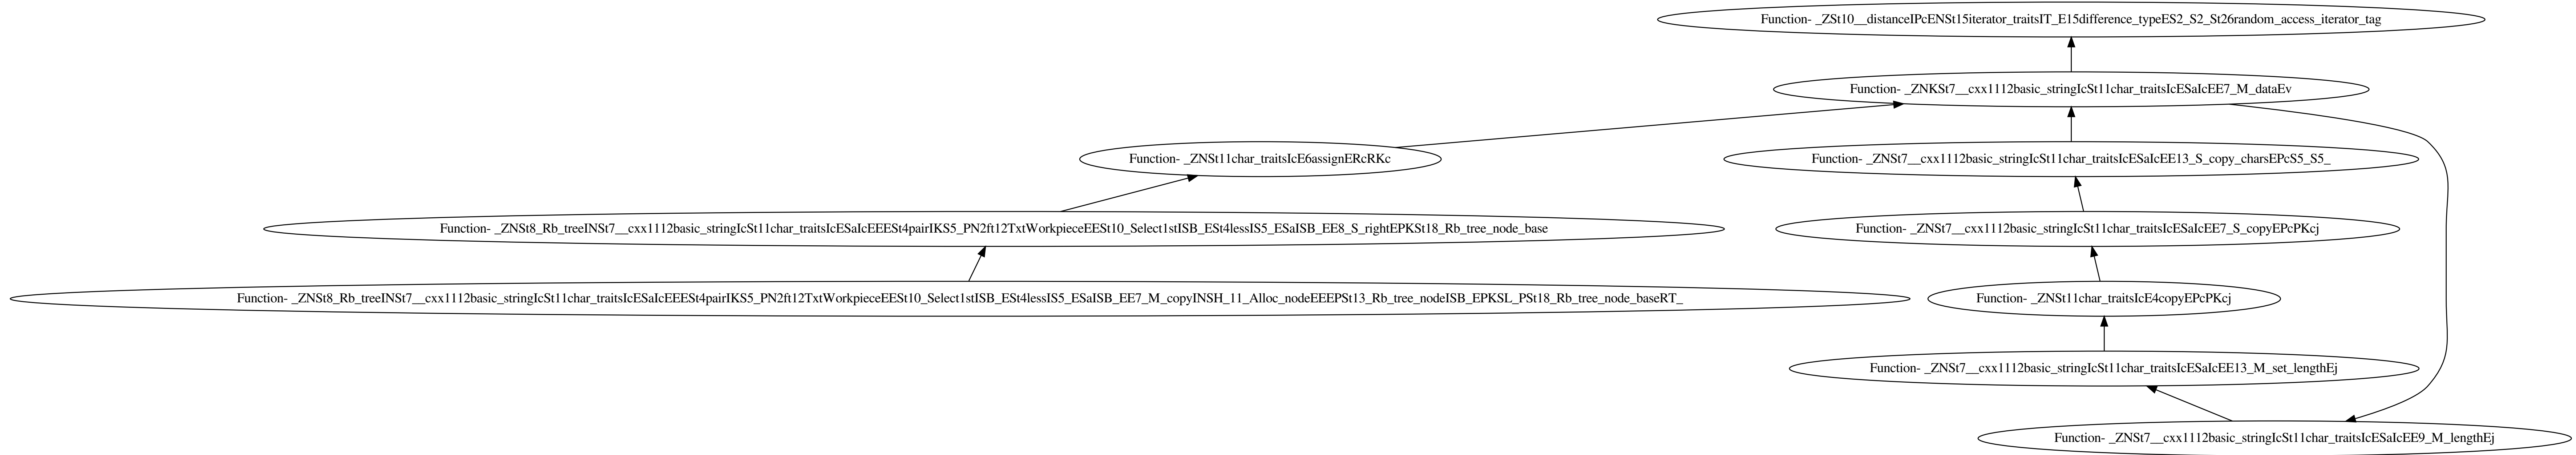 Function- _ZSt10__distanceIPcENSt15iterator_traitsIT_E15difference_typeES2_S2_St26random_access_iterator_tag
Function- _ZNKSt7__cxx1112basic_stringIcSt11char_traitsIcESaIcEE7_M_dataEv
Function- _ZNSt11char_traitsIcE6assignERcRKc
Function- _ZNSt7__cxx1112basic_stringIcSt11char_traitsIcESaIcEE13_S_copy_charsEPcS5_S5_
Function- _ZNSt8_Rb_treeINSt7__cxx1112basic_stringIcSt11char_traitsIcESaIcEEESt4pairIKS5_PN2ft12TxtWorkpieceEESt10_Select1stISB_ESt4lessIS5_ESaISB_EE8_S_rightEPKSt18_Rb_tree_node_base
Function- _ZNSt7__cxx1112basic_stringIcSt11char_traitsIcESaIcEE7_S_copyEPcPKcj
Function- _ZNSt8_Rb_treeINSt7__cxx1112basic_stringIcSt11char_traitsIcESaIcEEESt4pairIKS5_PN2ft12TxtWorkpieceEESt10_Select1stISB_ESt4lessIS5_ESaISB_EE7_M_copyINSH_11_Alloc_nodeEEEPSt13_Rb_tree_nodeISB_EPKSL_PSt18_Rb_tree_node_baseRT_
Function- _ZNSt11char_traitsIcE4copyEPcPKcj
Function- _ZNSt7__cxx1112basic_stringIcSt11char_traitsIcESaIcEE13_M_set_lengthEj
Function- _ZNSt7__cxx1112basic_stringIcSt11char_traitsIcESaIcEE9_M_lengthEj